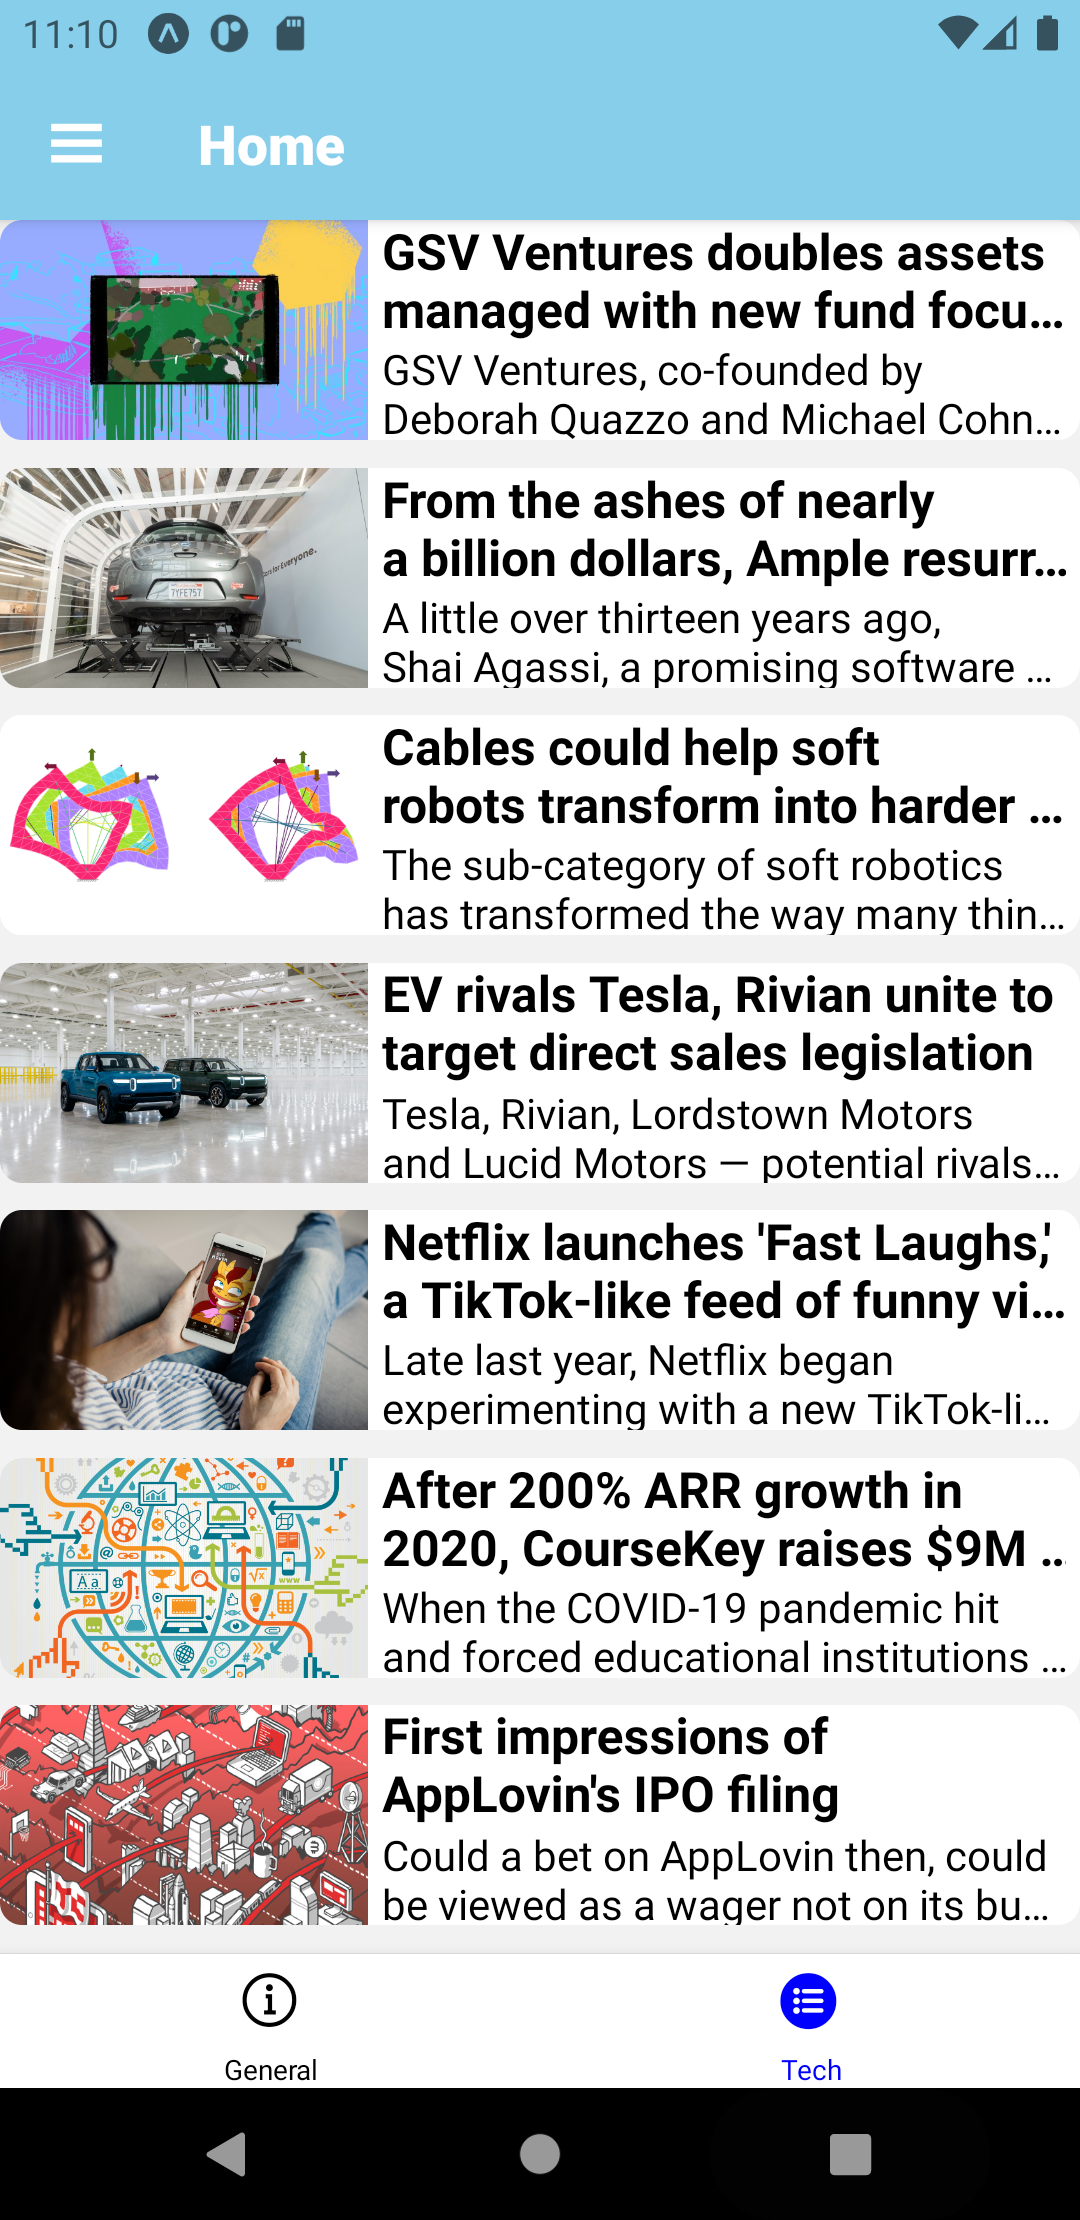 11:10
Home
GSV Ventures doubles assets
managed with new fund focu…
GSV Ventures, co-founded by
Deborah Quazzo and Michael Cohn…
cars for Everyone.
7YFE757
From the ashes of nearly
a billion dollars, Ample resurr…
A little over thirteen years ago,
Shai Agassi, a promising software …
Cables could help soft
robots transform into harder …
The sub-category of soft robotics
has transformed the way many thin…
EV rivals Tesla, Rivian unite to
target direct sales legislation
Tesla, Rivian, Lordstown Motors
and Lucid Motors — potential rivals…
Netflix launches 'Fast Laughs,'
a TikTok-like feed of funny vi…
Late last year, Netflix began
experimenting with a new TikTok-li…
Aa
www
After 200% ARR growth in
2020, CourseKey raises $9M …
When the COVID-19 pandemic hit
and forced educational institutions …
First impressions of
AppLovin's IPO filing
Could a bet on AppLovin then, could
be viewed as a wager not on its bu…
General
Tech